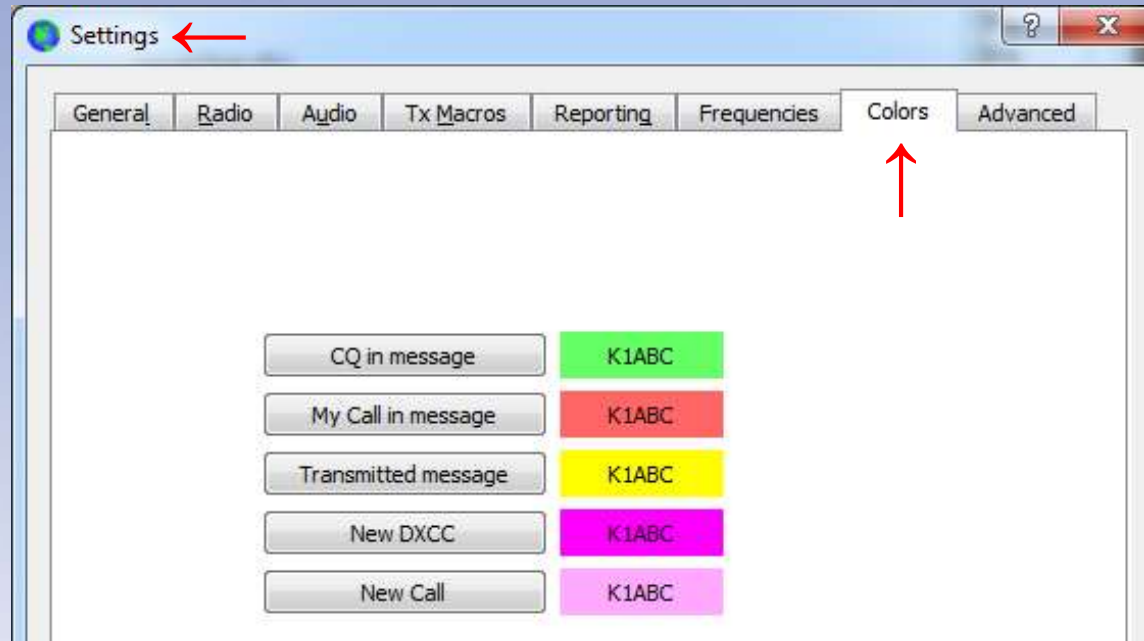 Settings
General Radio Audio Tx Macros Reporting Frequencies Colors Advanced
CQ in message K1ABC
My Call in message K1ABC
Transmitted message K1ABC
New DXCC K1ABC
New Call K1ABC